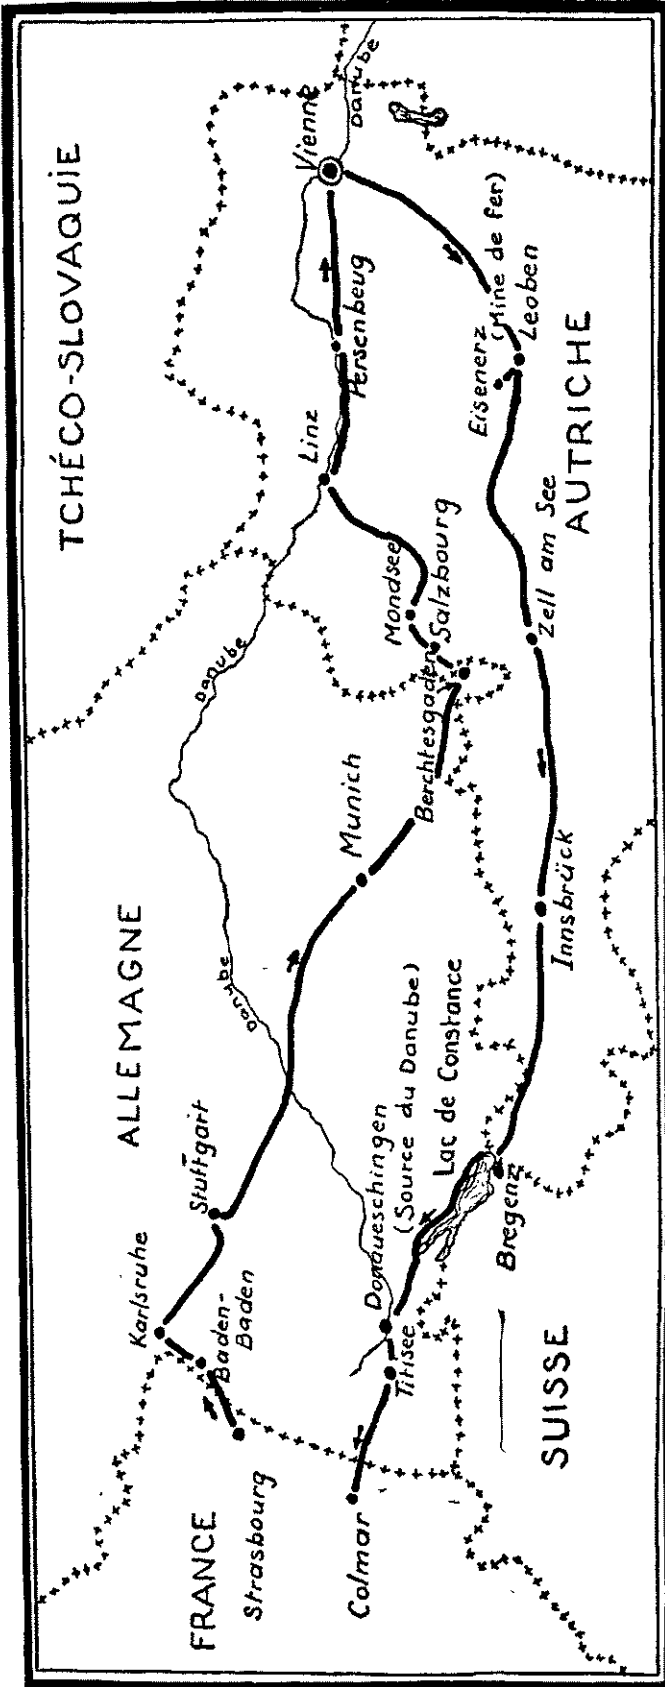 TCHÉCO-SLOVAQUIE
ALLEMAGNE
FRANCE
SUISSE
AUTRICHE
Strasbourg
Baden-
Baden
Karlsruhe
Stuttgart
Danube
Danube
Munich
Berchtesgaden
Salzbourg
Mondsee
Linz
Persenbeug
Vienne
Danube
Eisenerz
(Mine de fer)
Leoben
Zell am See
Innsbrück
Bregenz
Lac de Constance
Donaueschingen
(Source du Danube)
Titisee
Colmar